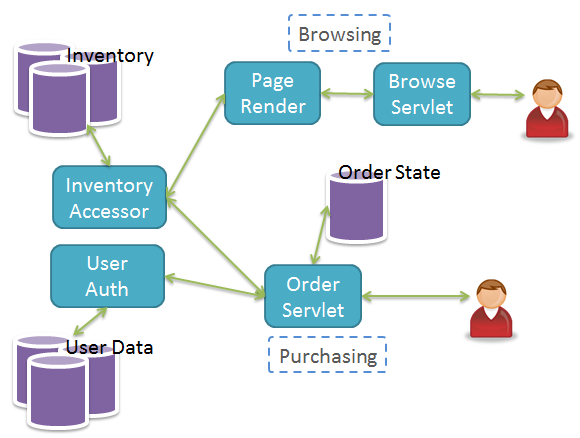 Browsing
Inventory
Page
Render
Browse
Servlet
Order State
Inventory
Accessor
User
Auth
Order
Servlet
User Data
Purchasing